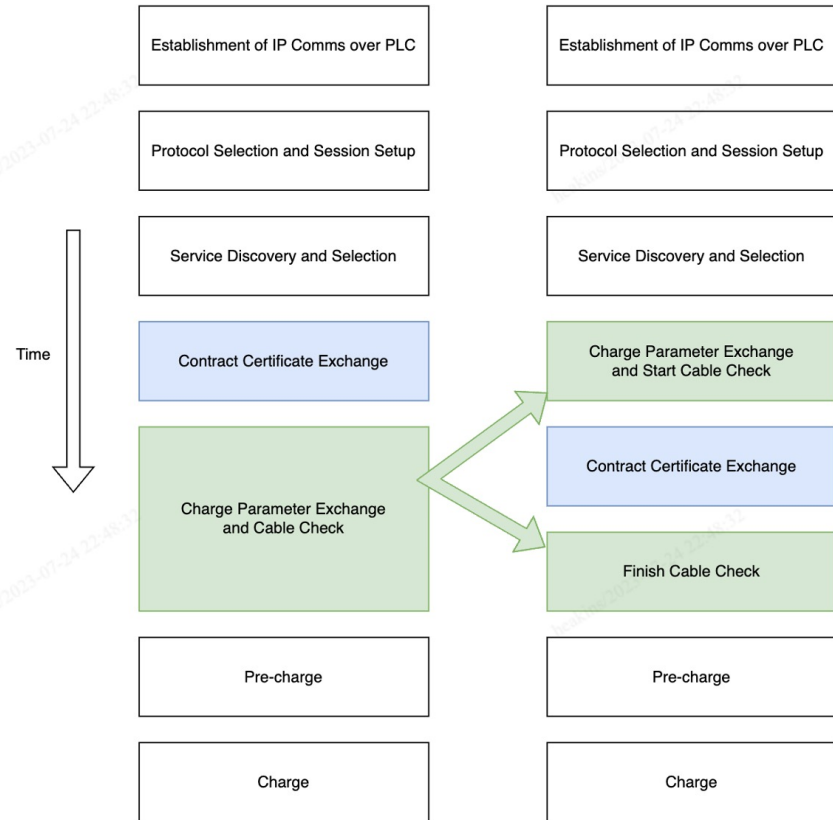 Establishment of IP Comms over PLC
Establishment of IP Comms over PLC
Protocol Selection and Session Setup
Protocol Selection and Session Setup
Service Discovery and Selection
Service Discovery and Selection
Time
Contract Certificate Exchange
Charge Parameter Exchange
and Start Cable Check
Charge Parameter Exchange
and Cable Check
Contract Certificate Exchange
Finish Cable Check
Pre-charge
Pre-charge
Charge
Charge